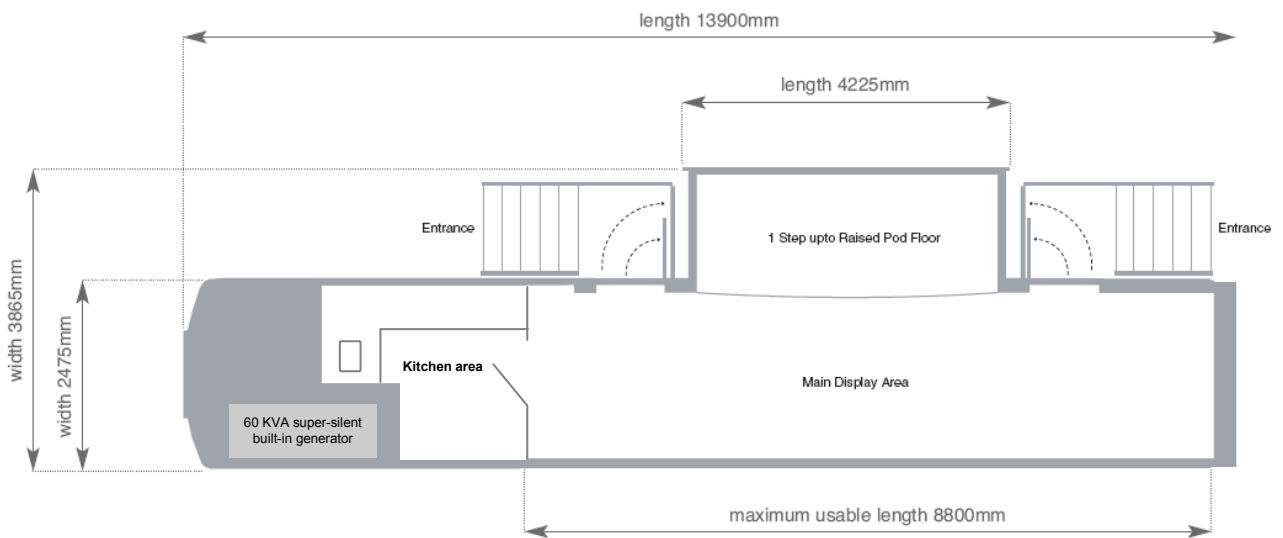 length 13900mm
length 4225mm
width 3865mm
width 2475mm
Entrance
1 Step upto Raised Pod Floor
Entrance
Kitchen area
Main Display Area
60 KVA super-silent
built-in generator
maximum usable length 8800mm